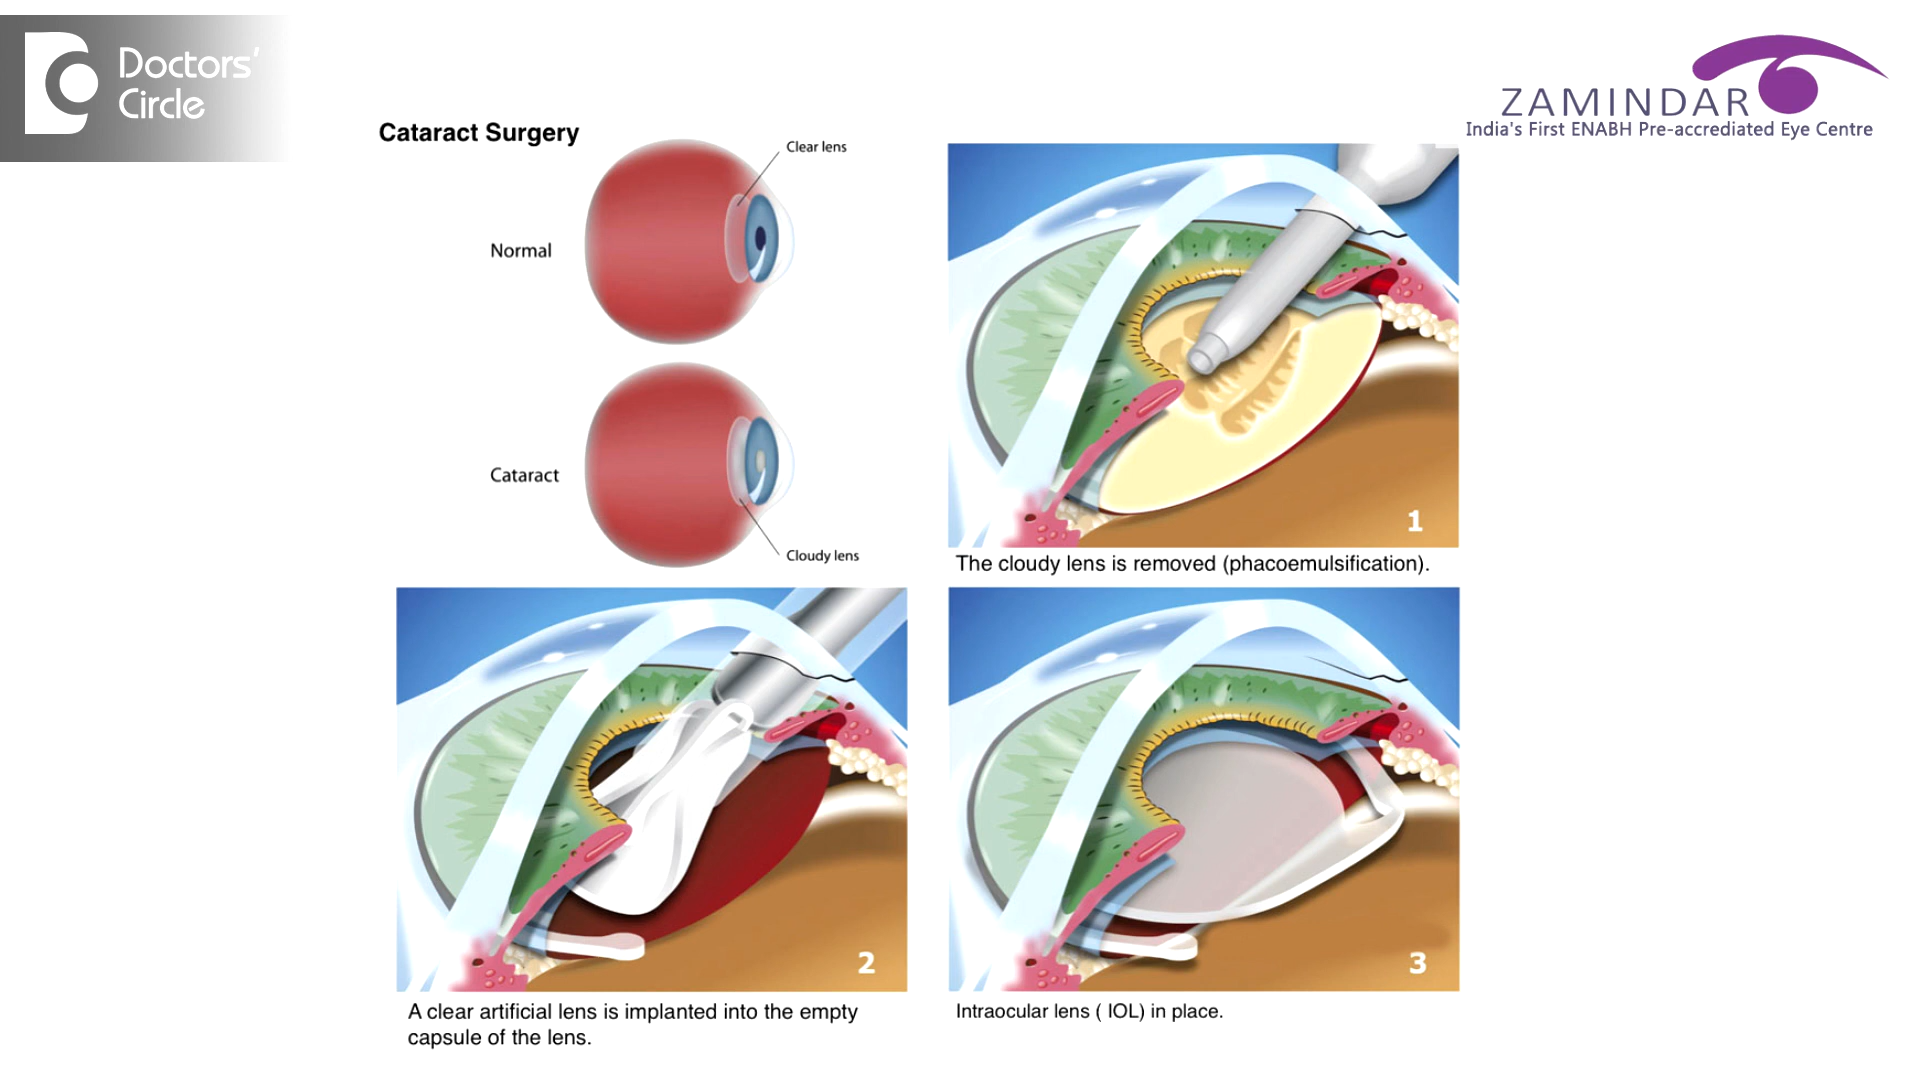 Doctors'
Circle
ZAMINDAR
India's First ENABH Pre-accrediated Eye Centre
Cataract Surgery
Clear lens
Normal
Cataract
Cloudy lens
1
The cloudy lens is removed (phacoemulsification).
2
A clear artificial lens is implanted into the empty
capsule of the lens.
3
Intraocular lens ( IOL) in place.